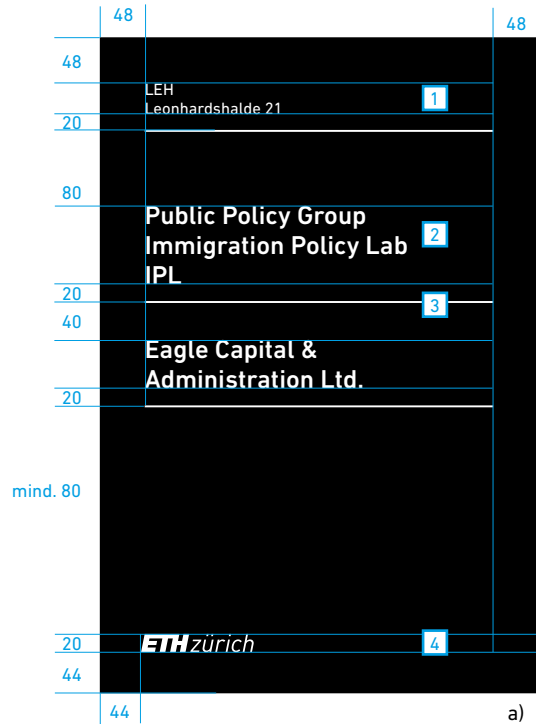 48
48
48
LEH
1
Leonhardshalde 21
20
80
Public Policy Group
2
Immigration Policy Lab
IPL
20
3
40
Eagle Capital &
Administration Ltd.
20
mind. 80
20
ETH zürich
4
44
44
a)